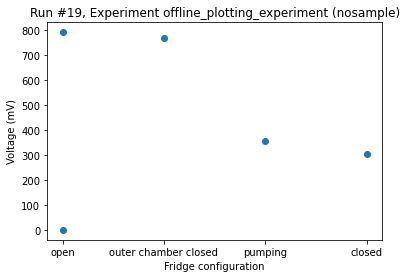 Run #19, Experiment offline_plotting_experiment (nosample)
800
700
600
500
400
300
200
100
0
Voltage (mV)
open outer chamber closed pumping closed
Fridge configuration